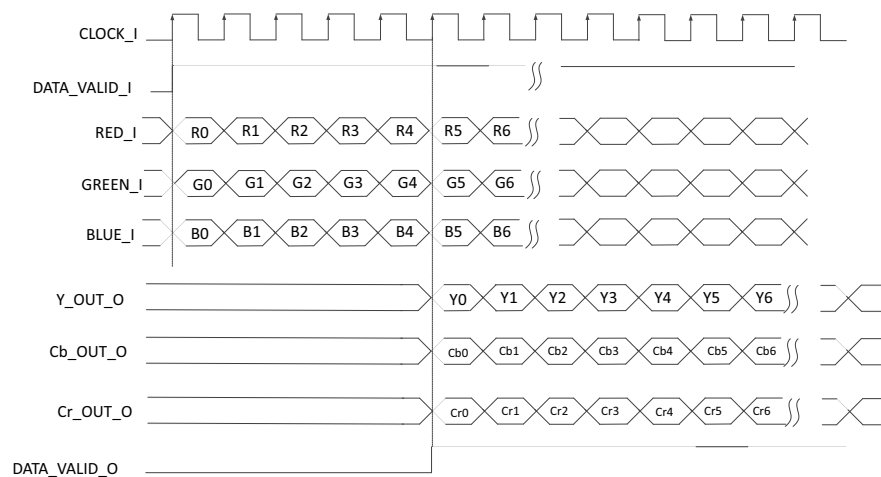 CLOCK_I
DATA_VALID_I
RED_I R0 R1 R2 R3 R4 R5 R6
GREEN_I G0 G1 G2 G3 G4 G5 G6
BLUE_I B0 B1 B2 B3 B4 B5 B6
Y_OUT_O Y0 Y1 Y2 Y3 Y4 Y5 Y6
Cb_OUT_O Cb0 Cb1 Cb2 Cb3 Cb4 Cb5 Cb6
Cr_OUT_O Cr0 Cr1 Cr2 Cr3 Cr4 Cr5 Cr6
DATA_VALID_O